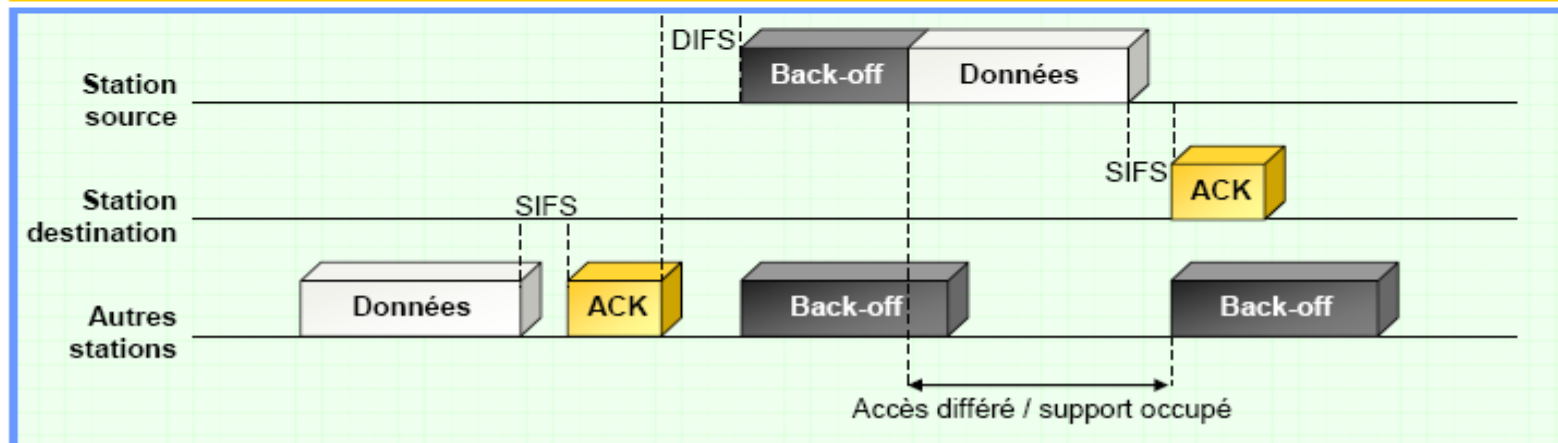 DIFS
Back-off
Données
Station
source
SIFS
ACK
Station
destination
SIFS
Données
ACK
Back-off
Back-off
Autres
stations
Accès différé / support occupé